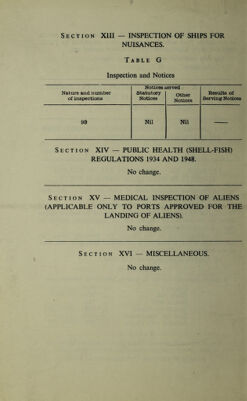 SECTION XIII — INSPECTION OF SHIPS FOR
NUISANCES.
TABLE G
Inspection and Notices
Notices served
Nature and number of inspections
Statutory Notices
Other Notices
Results of Serving Notices
Nil
Nil
—
SECTION XIV — PUBLIC HEALTH (SHELL-FISH)
REGULATIONS 1934 AND 1948.
No change.
SECTION XV — MEDICAL INSPECTION OF ALIENS
(APPLICABLE ONLY TO PORTS APPROVED FOR THE
LANDING OF ALIENS).
No change.
SECTION XVI — MISCELLANEOUS.
No change.